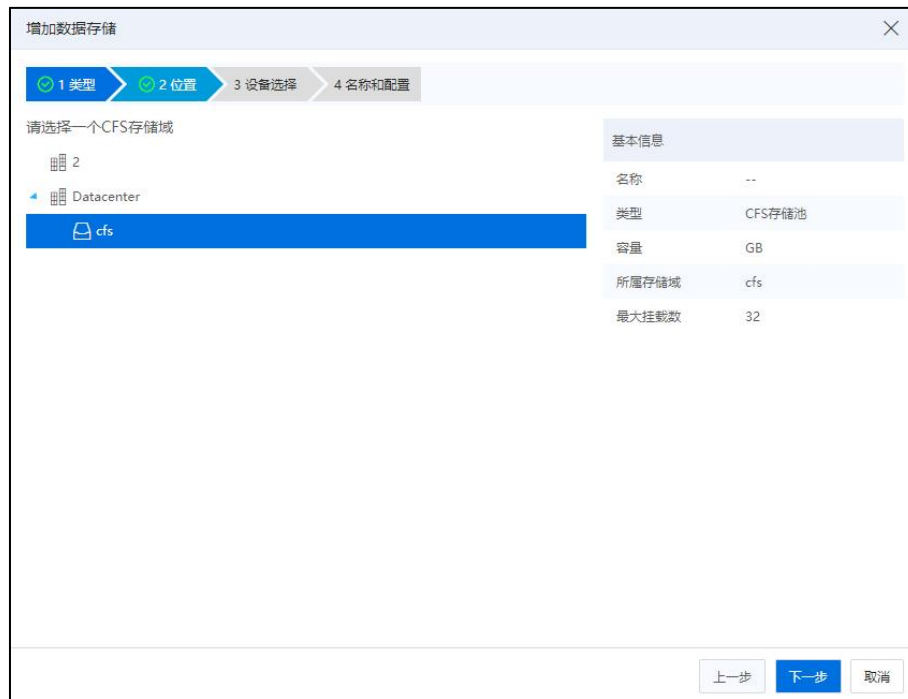 增加数据存储
1 类型 2 位置 3 设备选择 4 名称和配置
请选择一个CFS存储域
2
Datacenter
cfs
基本信息
名称 --
类型 CFS存储池
容量 GB
所属存储域 cfs
最大挂载数 32
上一步 下一步 取消